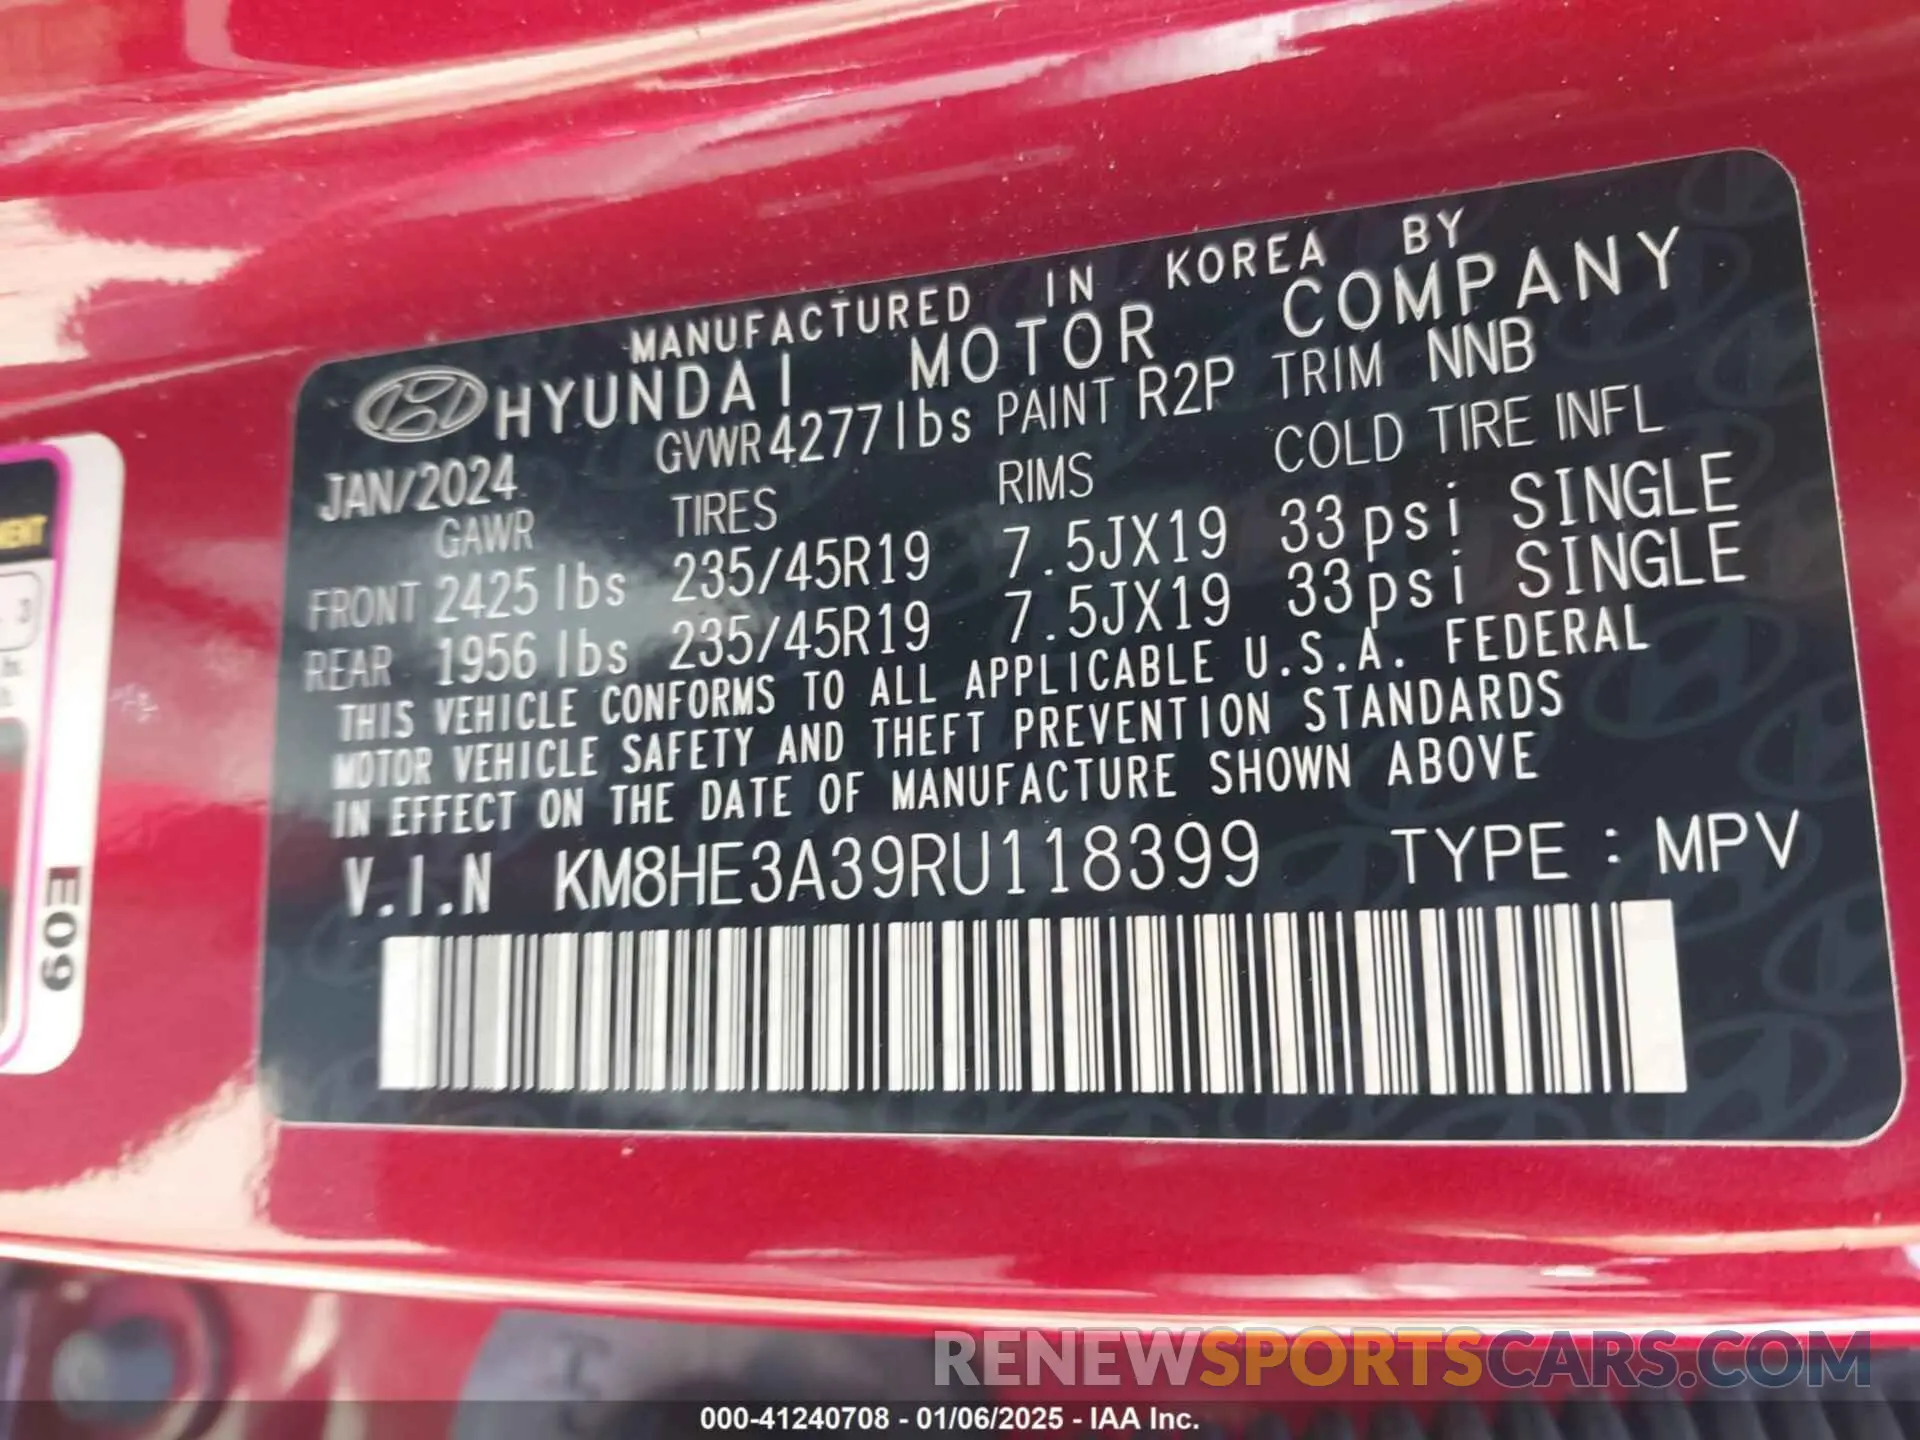 MANUFACTURED IN KOREA BY
HYUNDAI MOTOR COMPANY
JAN/2024 GVWR 4277 lbs PAINT R2P TRIM NNB
GAWR TIRES RIMS COLD TIRE INFL
FRONT 2425 lbs 235/45R19 7.5JX19 33psi SINGLE
REAR 1956 lbs 235/45R19 7.5JX19 33psi SINGLE
THIS VEHICLE CONFORMS TO ALL APPLICABLE U.S.A. FEDERAL
MOTOR VEHICLE SAFETY AND THEFT PREVENTION STANDARDS
IN EFFECT ON THE DATE OF MANUFACTURE SHOWN ABOVE
V.I.N KM8HE3A39RU118399 TYPE : MPV
E09
RENEWSPORTSCARS.COM
000-41240708 - 01/06/2025 - IAA Inc.